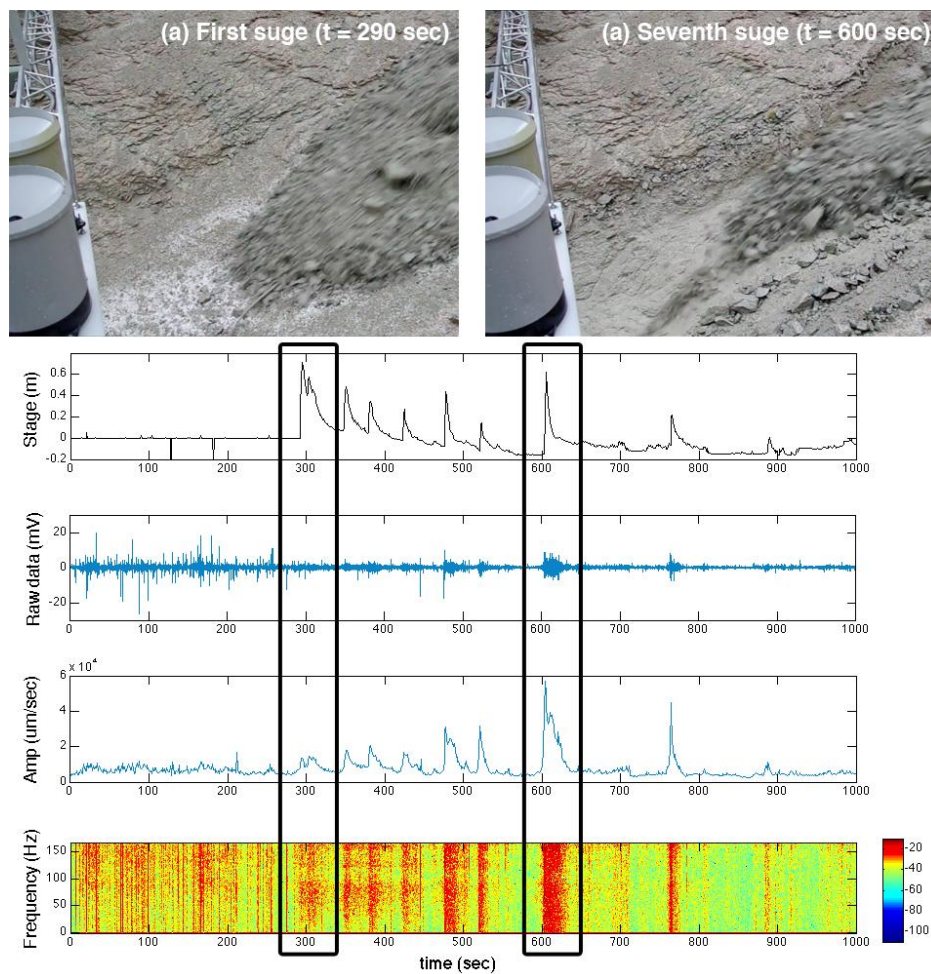 (a) First suge (t = 290 sec)
(a) Seventh suge (t = 600 sec)
Stage (m)
0.6
0.4
0.2
0
-0.2
0 100 200 300 400 500 600 700 800 900 1000
Raw data (mV)
20
0
-20
0 100 200 300 400 500 600 700 800 900 1000
Amp (um/sec)
x 10⁴
6
4
2
0
0 100 200 300 400 500 600 700 800 900 1000
Frequency (Hz)
150
100
50
0
0 100 200 300 400 500 600 700 800 900 1000
time (sec)
-20
-40
-60
-80
-100